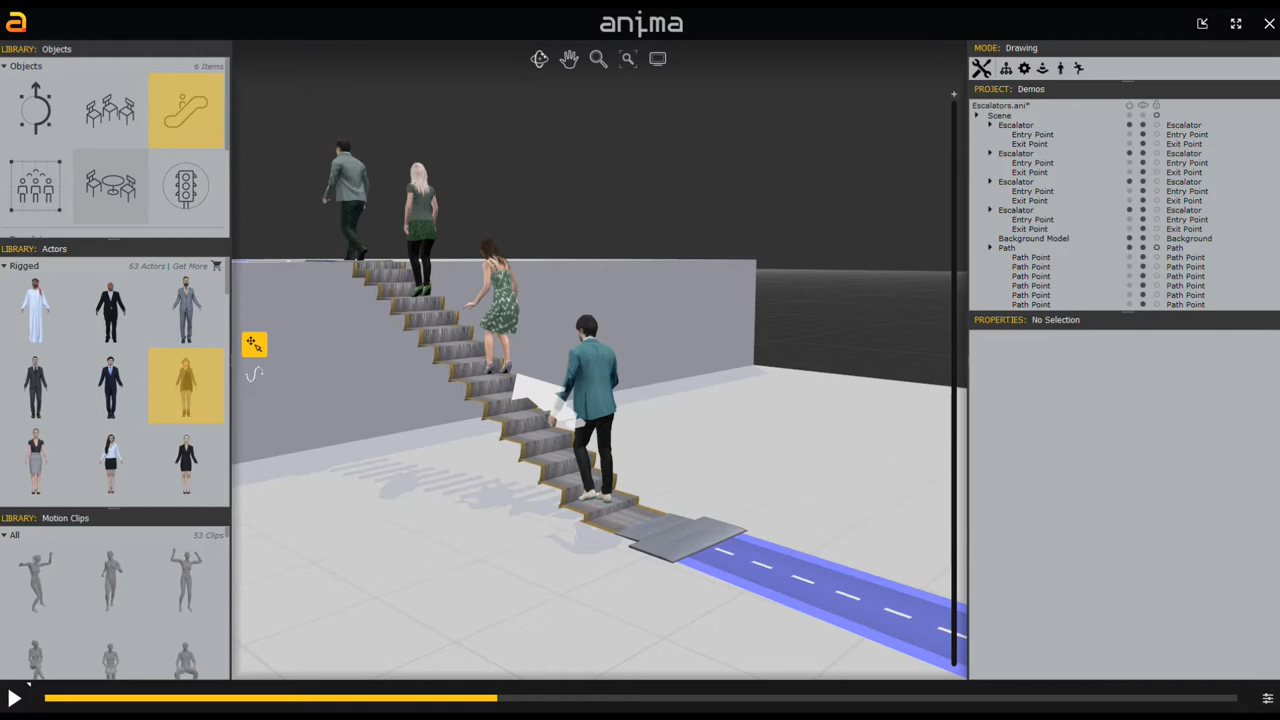 a
anima
LIBRARY: Objects
Objects 6 Items
LIBRARY: Actors
Rigged 63 Actors | Get More
LIBRARY: Motion Clips
All 53 Clips
MODE: Drawing
PROJECT: Demos
Escalators.ani*
Scene
Escalator Escalator
Entry Point Entry Point
Exit Point Exit Point
Escalator Escalator
Entry Point Entry Point
Exit Point Exit Point
Escalator Escalator
Entry Point Entry Point
Exit Point Exit Point
Escalator Escalator
Entry Point Entry Point
Exit Point Exit Point
Background Model Background
Path Path
Path Point Path Point
Path Point Path Point
Path Point Path Point
Path Point Path Point
Path Point Path Point
Path Point Path Point
PROPERTIES: No Selection